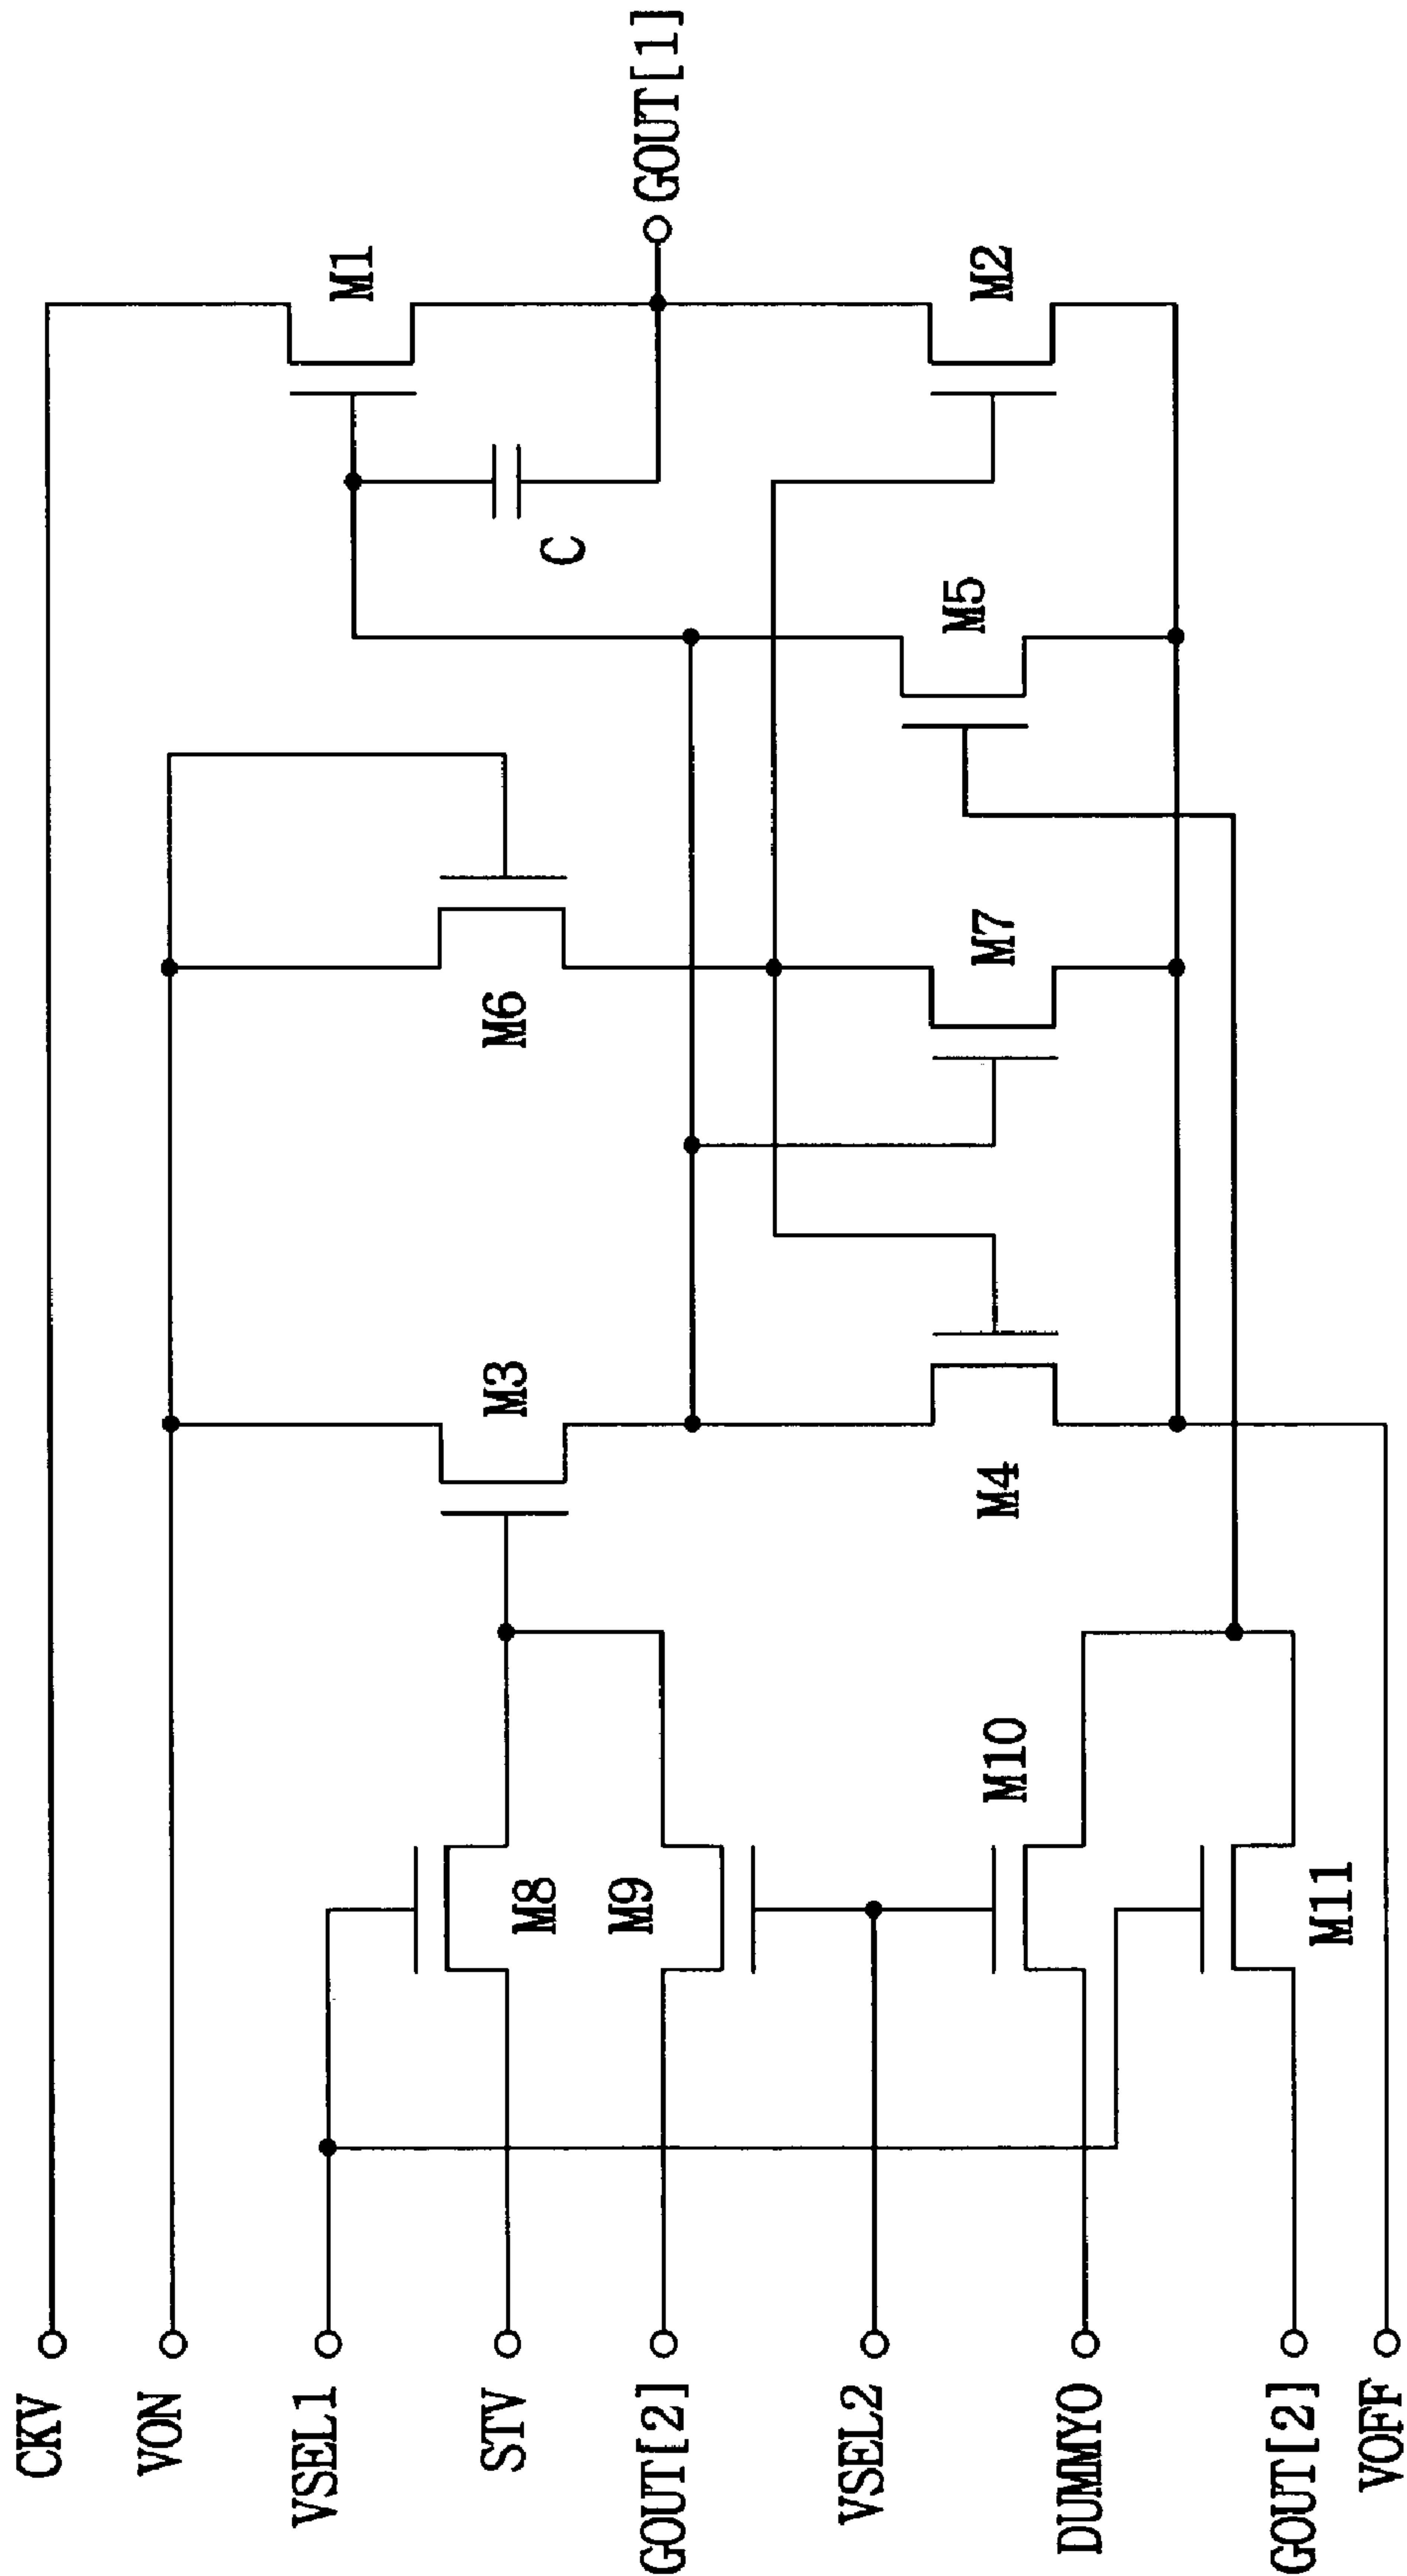 CKV
VON
VSEL1
STV
GOUT[2]
VSEL2
DUMMYO
GOUT[2]
VOFF
M8
M9
M10
M11
M3
M4
M6
M7
M5
C
M1
M2
GOUT[1]